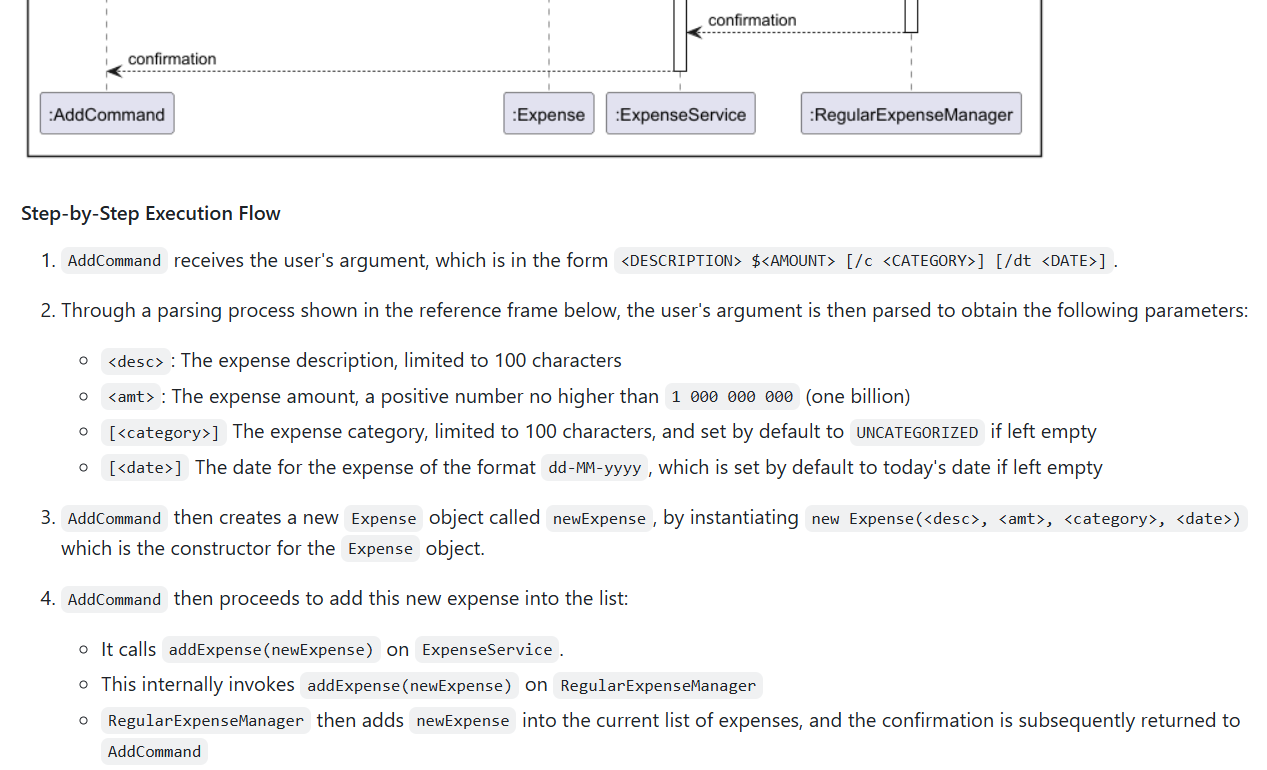 confirmation
confirmation
:AddCommand :Expense :ExpenseService :RegularExpenseManager
Step-by-Step Execution Flow
1. AddCommand receives the user's argument, which is in the form <DESCRIPTION> $<AMOUNT> [/c <CATEGORY>] [/dt <DATE>].
2. Through a parsing process shown in the reference frame below, the user's argument is then parsed to obtain the following parameters:
<desc>: The expense description, limited to 100 characters
<amt>: The expense amount, a positive number no higher than 1 000 000 000 (one billion)
[<category>] The expense category, limited to 100 characters, and set by default to UNCATEGORIZED if left empty
[<date>] The date for the expense of the format dd-MM-yyyy, which is set by default to today's date if left empty
3. AddCommand then creates a new Expense object called newExpense, by instantiating new Expense(<desc>, <amt>, <category>, <date>)
which is the constructor for the Expense object.
4. AddCommand then proceeds to add this new expense into the list:
It calls addExpense(newExpense) on ExpenseService.
This internally invokes addExpense(newExpense) on RegularExpenseManager
RegularExpenseManager then adds newExpense into the current list of expenses, and the confirmation is subsequently returned to
AddCommand